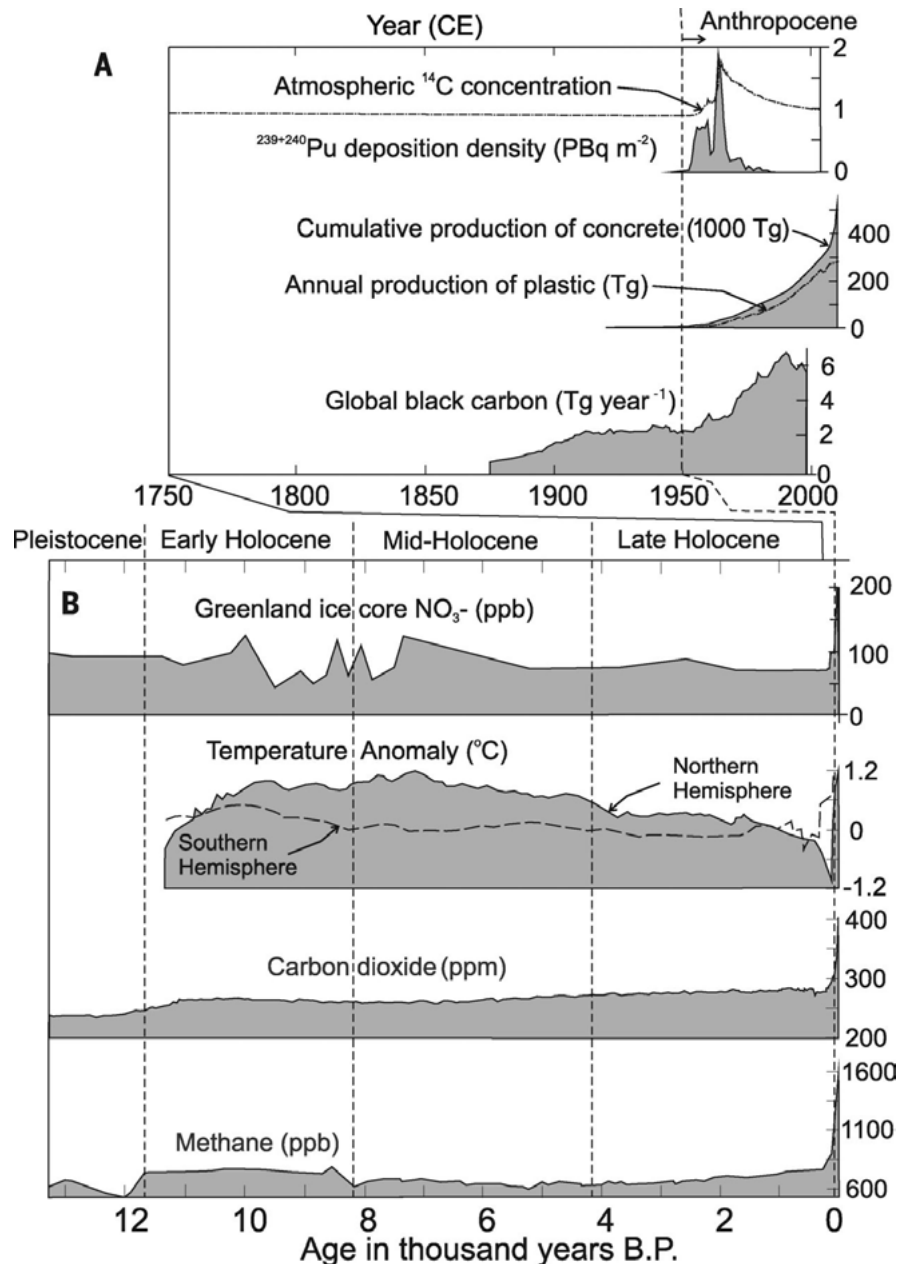 Year (CE)
Anthropocene
A
2
Atmospheric ¹⁴C concentration
1
²³⁹⁺²⁴⁰Pu deposition density (PBq m⁻²)
0
Cumulative production of concrete (1000 Tg)
400
Annual production of plastic (Tg)
200
0
6
Global black carbon (Tg year⁻¹)
4
2
0
1750 1800 1850 1900 1950 2000
Pleistocene Early Holocene Mid-Holocene Late Holocene
B
200
Greenland ice core NO₃- (ppb)
100
0
Temperature Anomaly (°C)
Northern
Hemisphere
1.2
Southern
Hemisphere
0
-1.2
400
Carbon dioxide (ppm)
300
200
1600
1100
Methane (ppb)
600
12 10 8 6 4 2 0
Age in thousand years B.P.